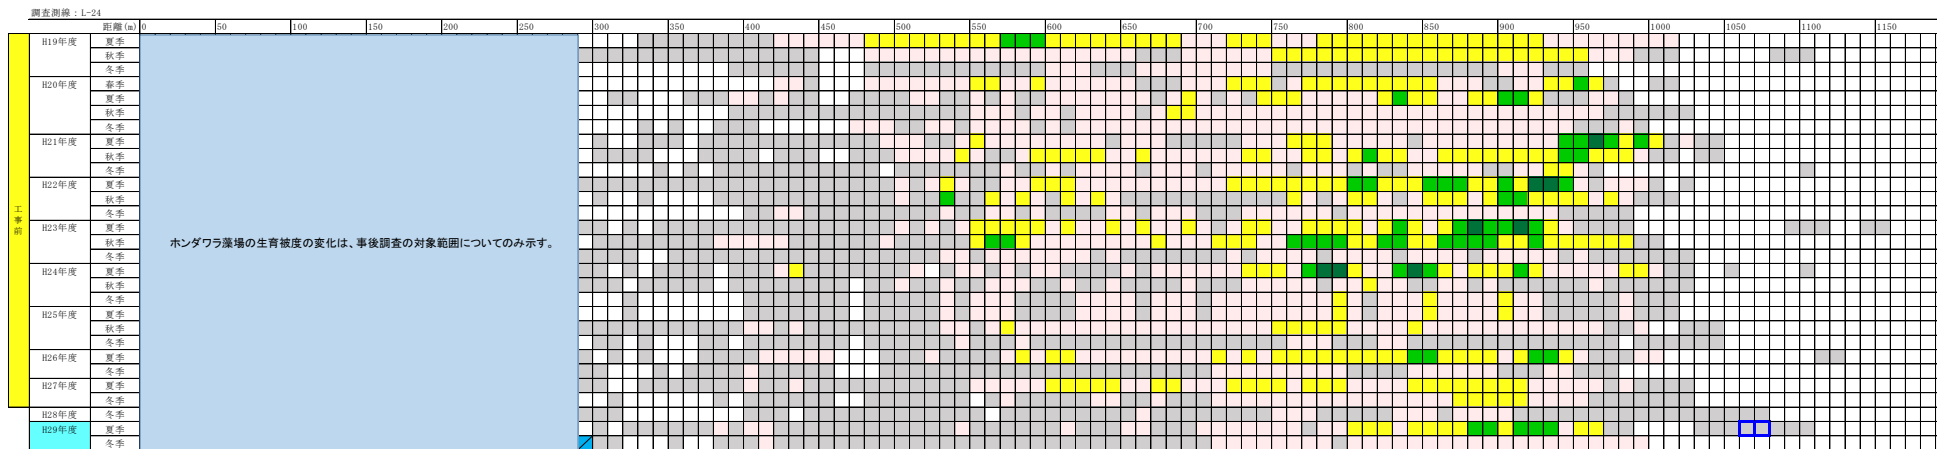 調査測線：L-24
距離(m) 0 50 100 150 200 250 300 350 400 450 500 550 600 650 700 750 800 850 900 950 1000 1050 1100 1150
工事前
H19年度 夏季
秋季
冬季
H20年度 春季
夏季
秋季
冬季
H21年度 夏季
秋季
冬季
H22年度 夏季
秋季
冬季
H23年度 夏季
秋季
冬季
H24年度 夏季
秋季
冬季
H25年度 夏季
秋季
冬季
H26年度 夏季
冬季
H27年度 夏季
冬季
H28年度 冬季
H29年度 夏季
冬季
ホンダワラ藻場の生育被度の変化は、事後調査の対象範囲についてのみ示す。